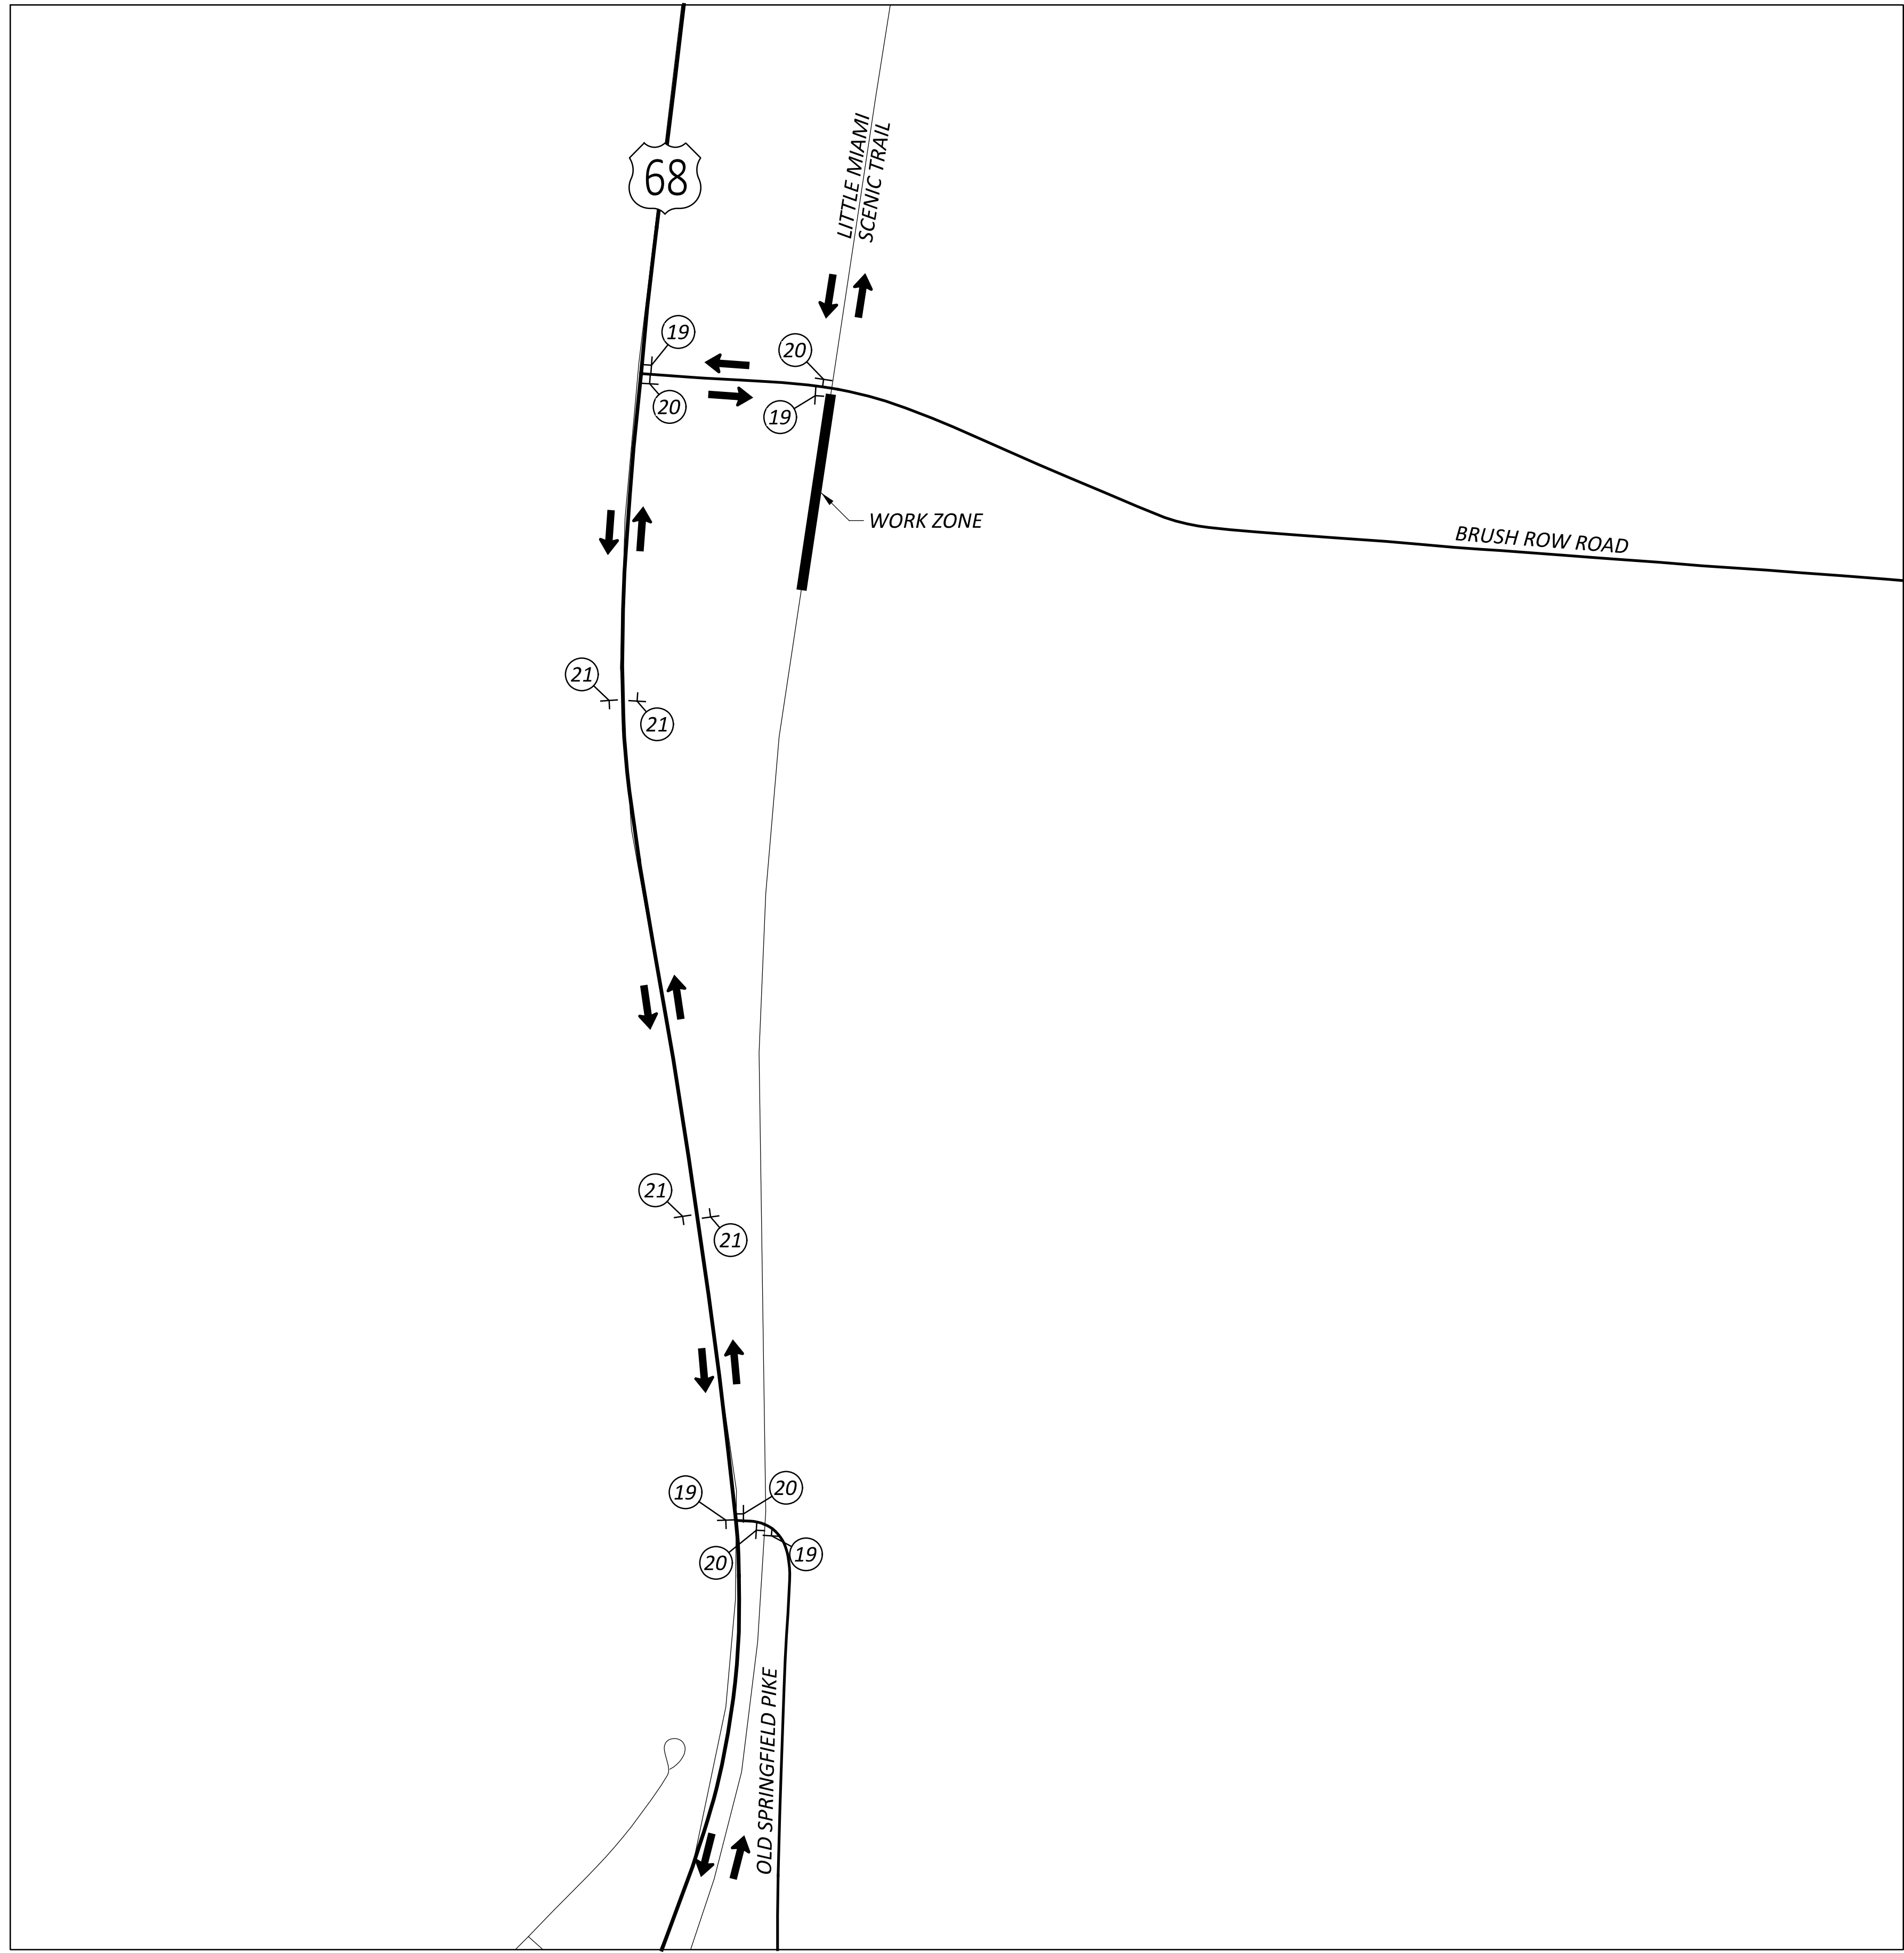 LITTLE MIAMI
SCENIC TRAIL
68
19
20
20
19
WORK ZONE
BRUSH ROW ROAD
21
21
21
21
19
20
20
19
OLD SPRINGFIELD PIKE